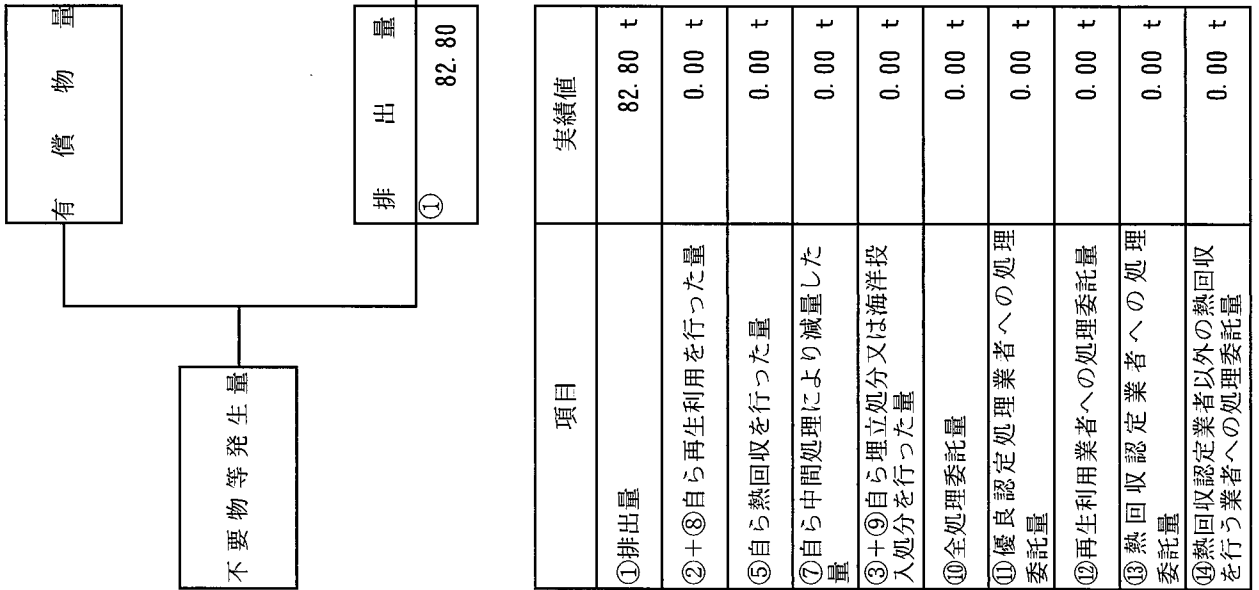 不要物等発生量
有償物量
排出量
①
82.80
項目
実績値
①排出量
82.80 t
②+⑧自ら再生利用を行った量
0.00 t
⑤自ら熱回収を行った量
0.00 t
⑦自ら中間処理により減量した
量
0.00 t
③+⑨自ら埋立処分又は海洋投
入処分を行った量
0.00 t
⑩全処理委託量
0.00 t
⑪優良認定処理業者への処理
委託量
0.00 t
⑫再生利用業者への処理委託量
0.00 t
⑬熱回収認定業者への処理
委託量
0.00 t
⑭熱回収認定業者以外の熱回収
を行う業者への処理委託量
0.00 t